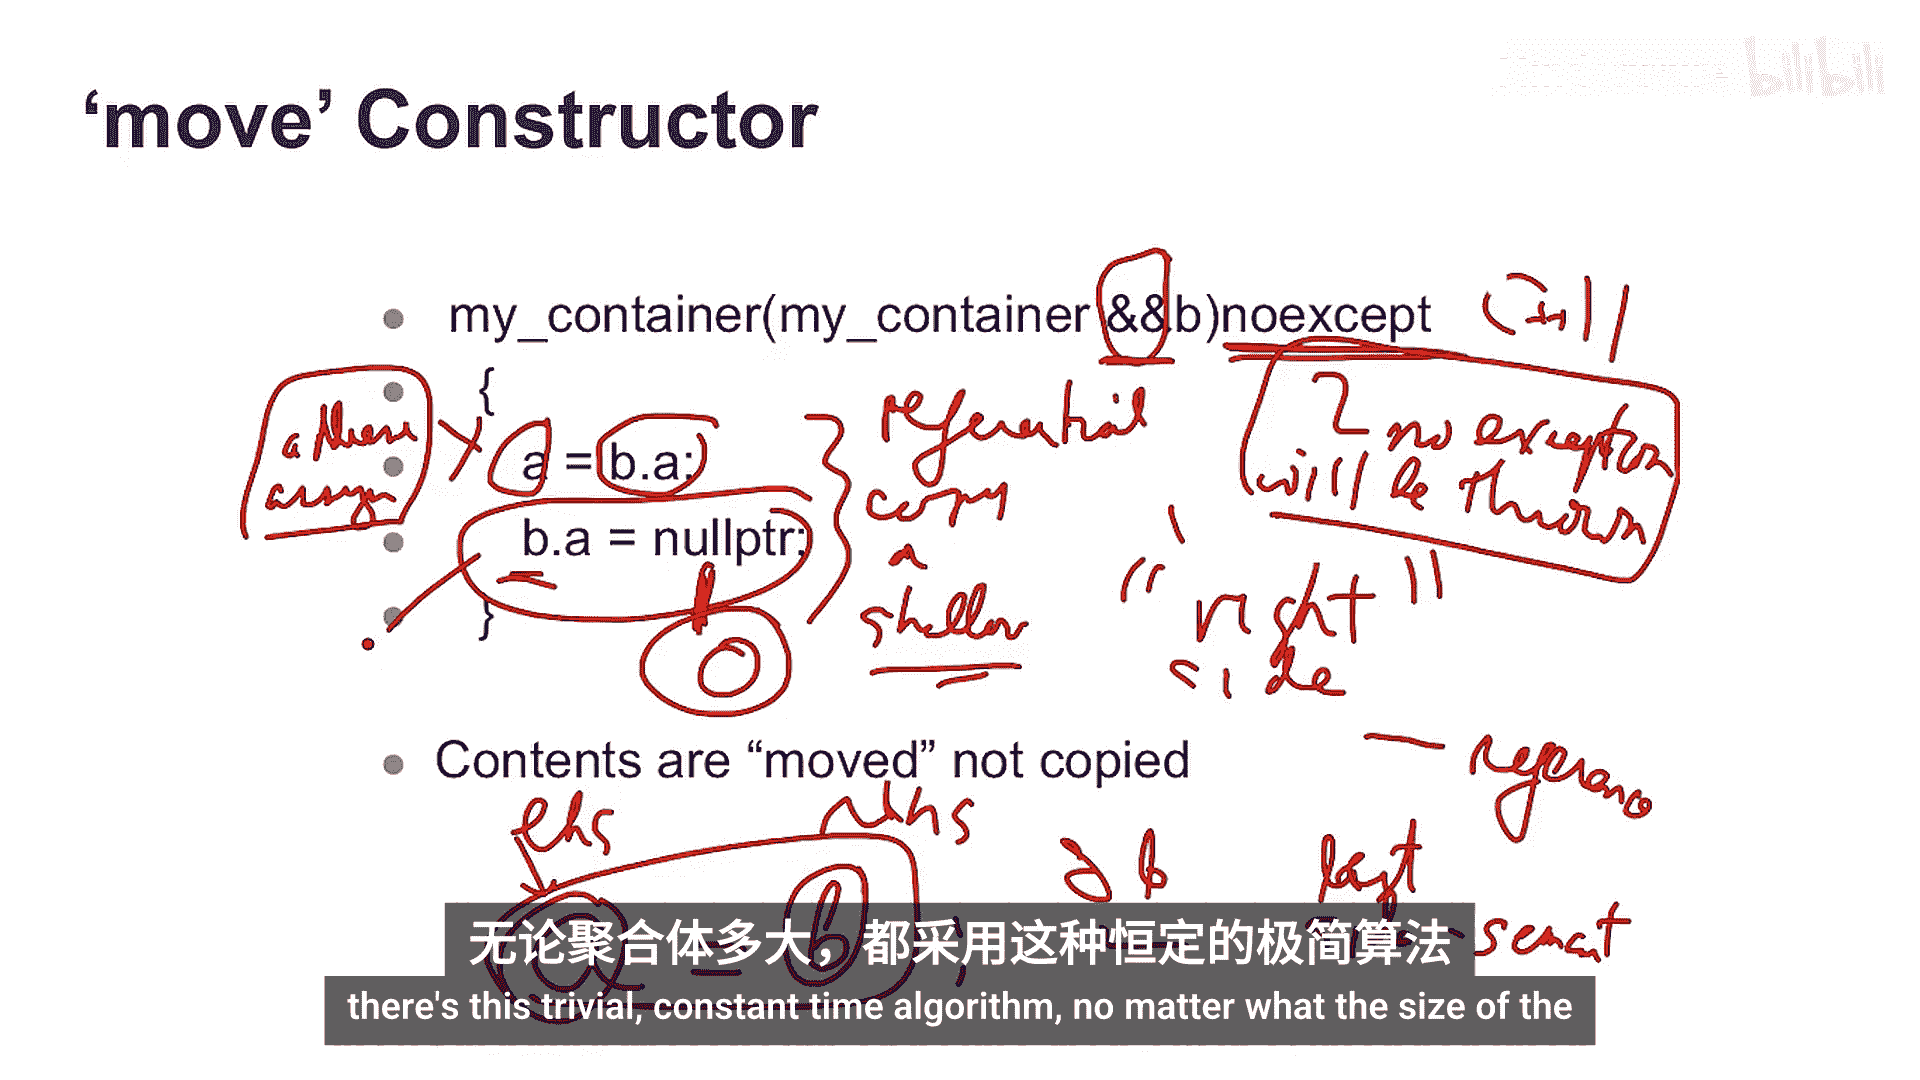 bilibili
‘move’ Constructor
my_container(my_container &&b)noexcept
{
a = b.a;
b.a = nullptr;
}
referential
copy
a
shallow
no exception
will be thrown
"right"
side
Contents are “moved” not copied
reference
lhs
rhs
a = b ;
semant
无论聚合体多大，都采用这种恒定的极简算法
there's this trivial, constant time algorithm, no matter what the size of the